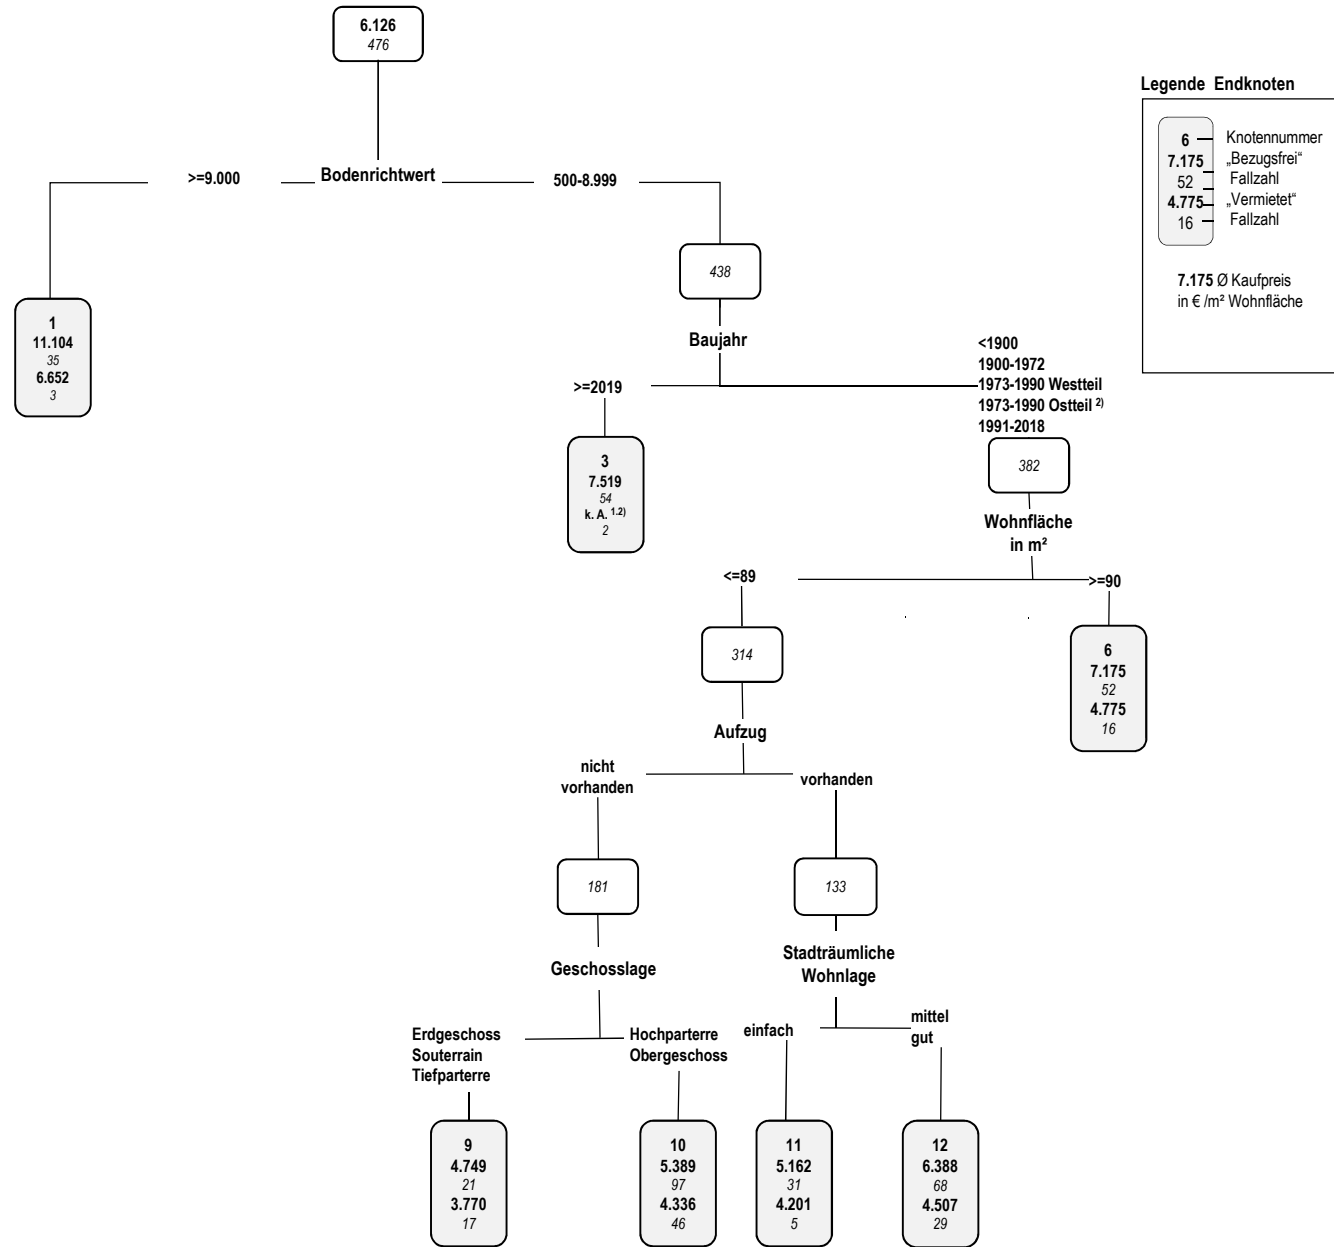 6.126
476
Legende Endknoten
6
Knotennummer
7.175
„Bezugsfrei“
52
Fallzahl
4.775
„Vermietet“
16
Fallzahl
7.175 Ø Kaufpreis
in € /m² Wohnfläche
>=9.000
Bodenrichtwert
500-8.999
438
1
11.104
35
6.652
3
Baujahr
<1900
1900-1972
1973-1990 Westteil
1973-1990 Ostteil 2)
1991-2018
>=2019
3
7.519
54
k. A. 1.2)
2
382
Wohnfläche
in m²
<=89
>=90
314
6
7.175
52
4.775
16
Aufzug
nicht
vorhanden
vorhanden
181
133
Geschosslage
Stadträumliche
Wohnlage
Erdgeschoss
Souterrain
Tiefparterre
Hochparterre
Obergeschoss
einfach
mittel
gut
9
4.749
21
3.770
17
10
5.389
97
4.336
46
11
5.162
31
4.201
5
12
6.388
68
4.507
29